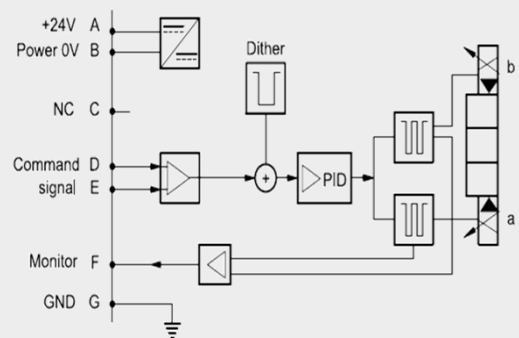 +24V A
Power 0V B
Dither
b
NC C
Command D
signal E
PID
a
Monitor F
GND G